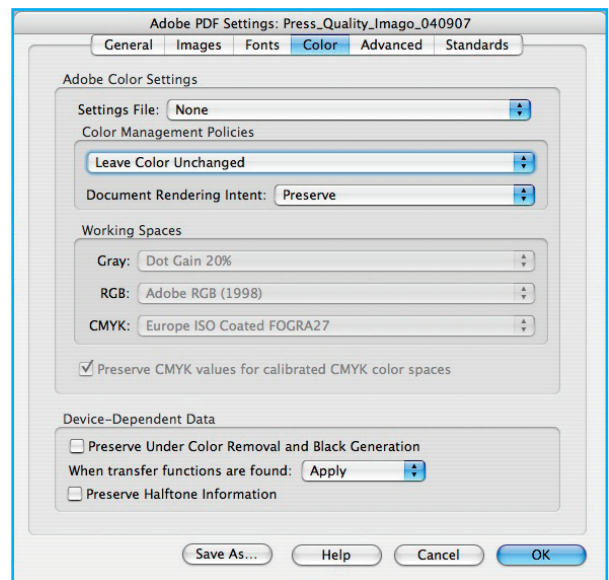 Adobe PDF Settings: Press_Quality_Imago_040907
General Images Fonts Color Advanced Standards
Adobe Color Settings
Settings File: None
Color Management Policies
Leave Color Unchanged
Document Rendering Intent: Preserve
Working Spaces
Gray: Dot Gain 20%
RGB: Adobe RGB (1998)
CMYK: Europe ISO Coated FOGRA27
Preserve CMYK values for calibrated CMYK color spaces
Device-Dependent Data
Preserve Under Color Removal and Black Generation
When transfer functions are found: Apply
Preserve Halftone Information
Save As... Help Cancel OK